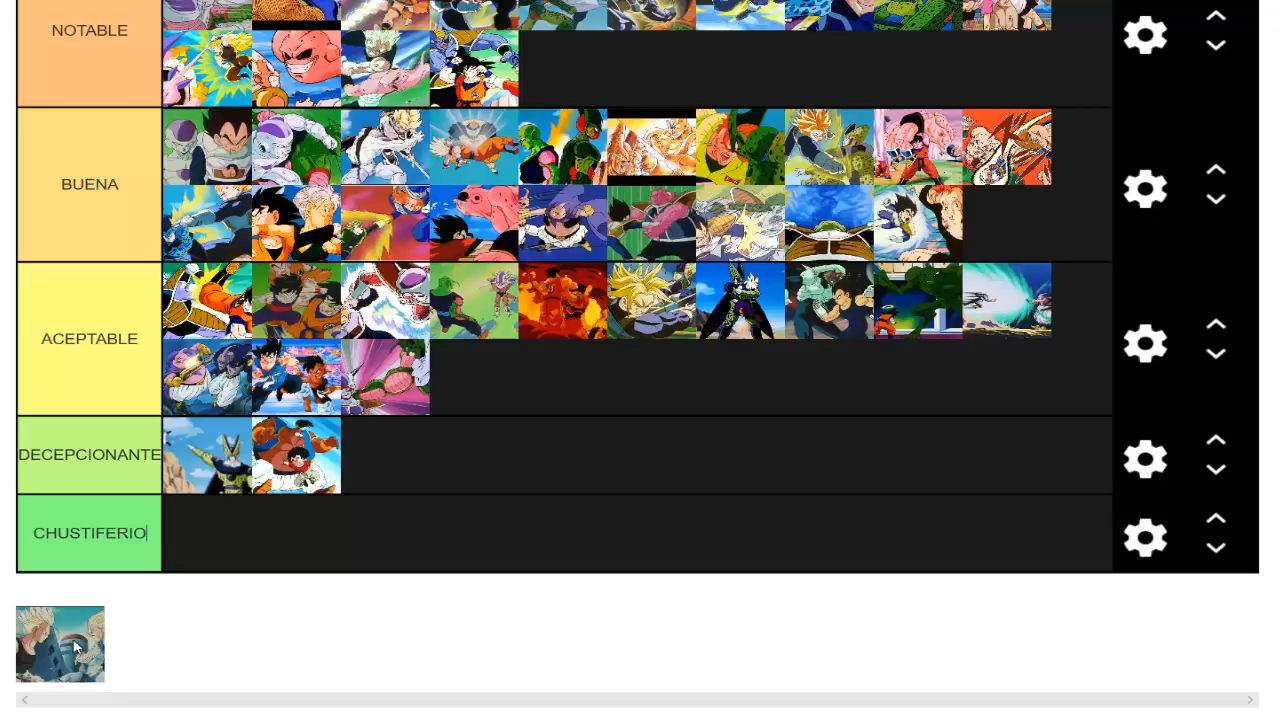 NOTABLE
BUENA
ACEPTABLE
DECEPCIONANTE
CHUSTIFERIO